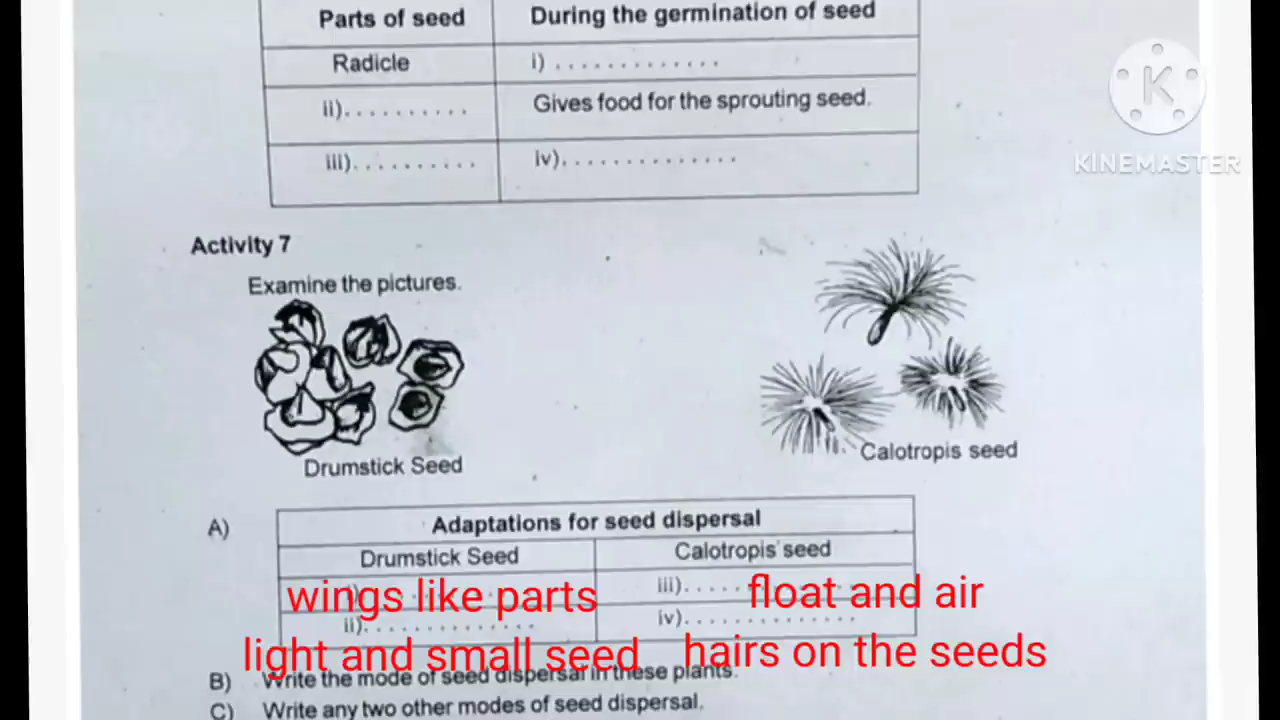 Parts of seed During the germination of seed
Radicle i) . . . . . . . . . . . . .
ii). . . . . . . . . . Gives food for the sprouting seed.
iii). . . . . . . . . . iv). . . . . . . . . . . . . .
K
KINEMASTER
Activity 7
Examine the pictures.
Drumstick Seed
Calotropis seed
A) Adaptations for seed dispersal
Drumstick Seed Calotropis seed
wings like parts iii). . . . . float and air
ii). . . . . . . . . . . . . iv). . . . . . . . . . . . .
light and small seed hairs on the seeds
B) Write the mode of seed dispersal in these plants.
C) Write any two other modes of seed dispersal.